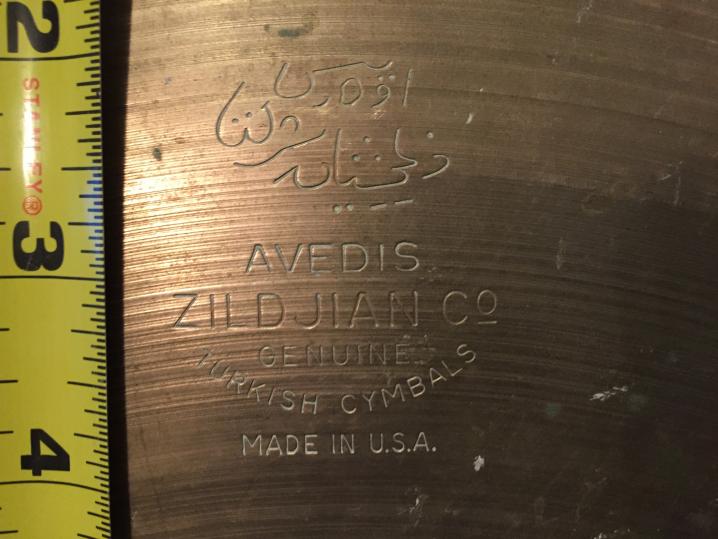 2
STANLEY®
3
4
AVEDIS
ZILDJIAN Co
GENUINE
TURKISH CYMBALS
MADE IN U.S.A.